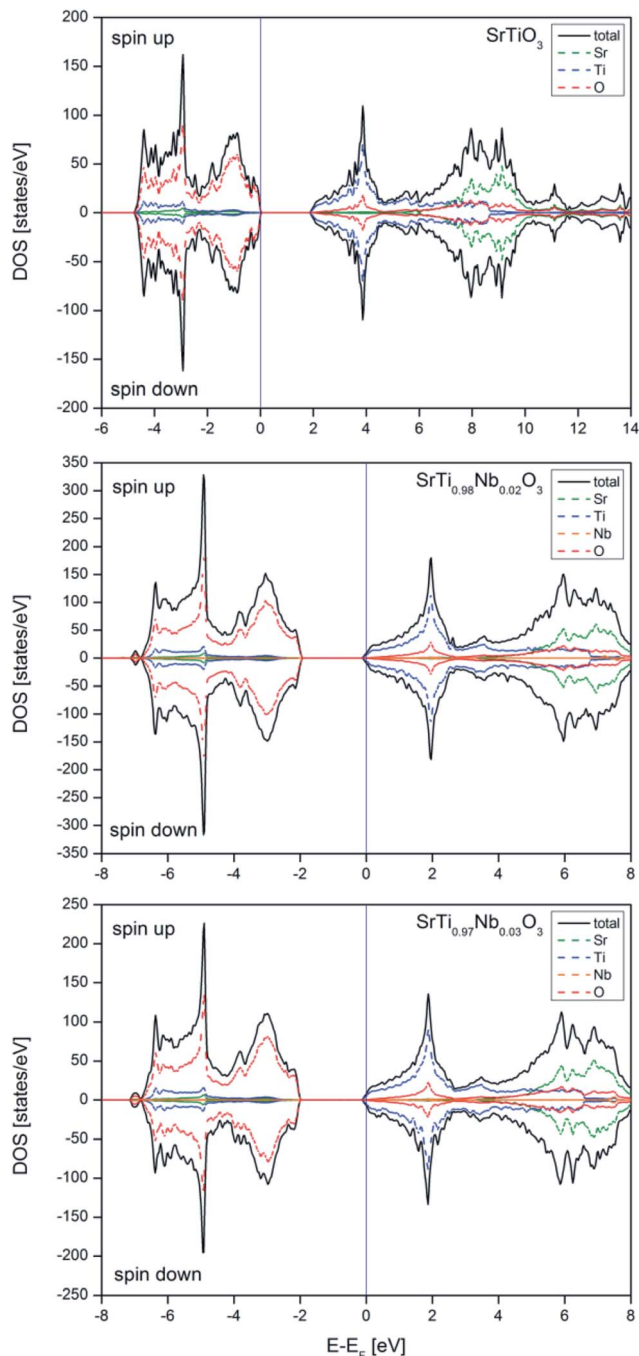 spin up
SrTiO3
total
Sr
Ti
O
200
150
100
50
0
-50
-100
-150
-200
DOS [states/eV]
spin down
-6 -4 -2 0 2 4 6 8 10 12 14
spin up
SrTi0.98Nb0.02O3
total
Sr
Ti
Nb
O
350
300
250
200
150
100
50
0
-50
-100
-150
-200
-250
-300
-350
DOS [states/eV]
spin down
-8 -6 -4 -2 0 2 4 6 8
spin up
SrTi0.97Nb0.03O3
total
Sr
Ti
Nb
O
250
200
150
100
50
0
-50
-100
-150
-200
-250
DOS [states/eV]
spin down
-8 -6 -4 -2 0 2 4 6 8
E-EF [eV]